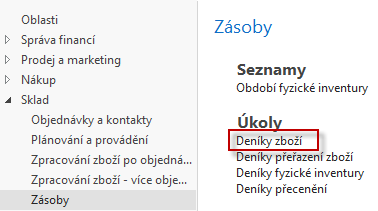 Oblasti
Správa financí
Prodej a marketing
Nákup
Sklad
Objednávky a kontakty
Plánování a provádění
Zpracování zboží po objedná...
Zpracování zboží - více obje...
Zásoby
Zásoby
Seznamy
Období fyzické inventury
Úkoly
Deníky zboží
Deníky přeřazení zboží
Deníky fyzické inventury
Deníky přecenění